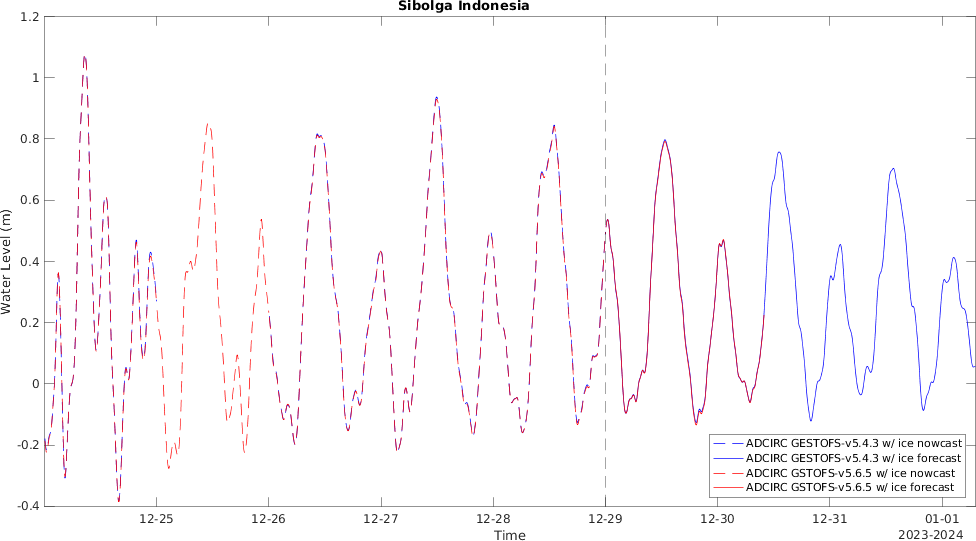 Sibolga Indonesia
1.2
1
0.8
0.6
0.4
0.2
0
-0.2
-0.4
Water Level (m)
12-25
12-26
12-27
12-28
12-29
12-30
12-31
01-01
Time
2023-2024
ADCIRC GESTOFS-v5.4.3 w/ ice nowcast
ADCIRC GESTOFS-v5.4.3 w/ ice forecast
ADCIRC GSTOFS-v5.6.5 w/ ice nowcast
ADCIRC GSTOFS-v5.6.5 w/ ice forecast